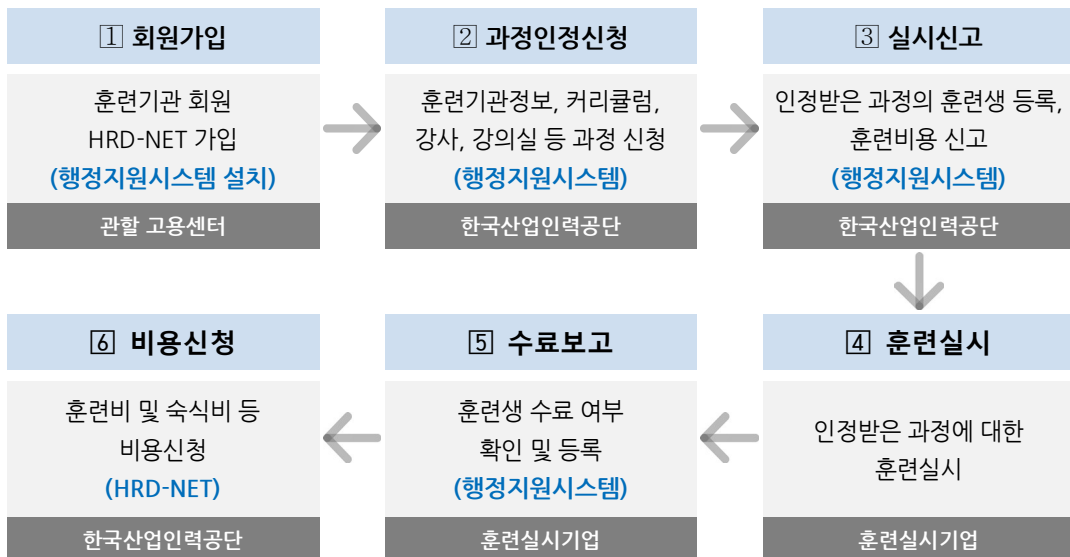 1 회원가입
훈련기관 회원
HRD-NET 가입
(행정지원시스템 설치)
관할 고용센터
2 과정인정신청
훈련기관정보, 커리큘럼,
강사, 강의실 등 과정 신청
(행정지원시스템)
한국산업인력공단
3 실시신고
인정받은 과정의 훈련생 등록,
훈련비용 신고
(행정지원시스템)
한국산업인력공단
4 훈련실시
인정받은 과정에 대한
훈련실시
훈련실시기업
5 수료보고
훈련생 수료 여부
확인 및 등록
(행정지원시스템)
훈련실시기업
6 비용신청
훈련비 및 숙식비 등
비용신청
(HRD-NET)
한국산업인력공단